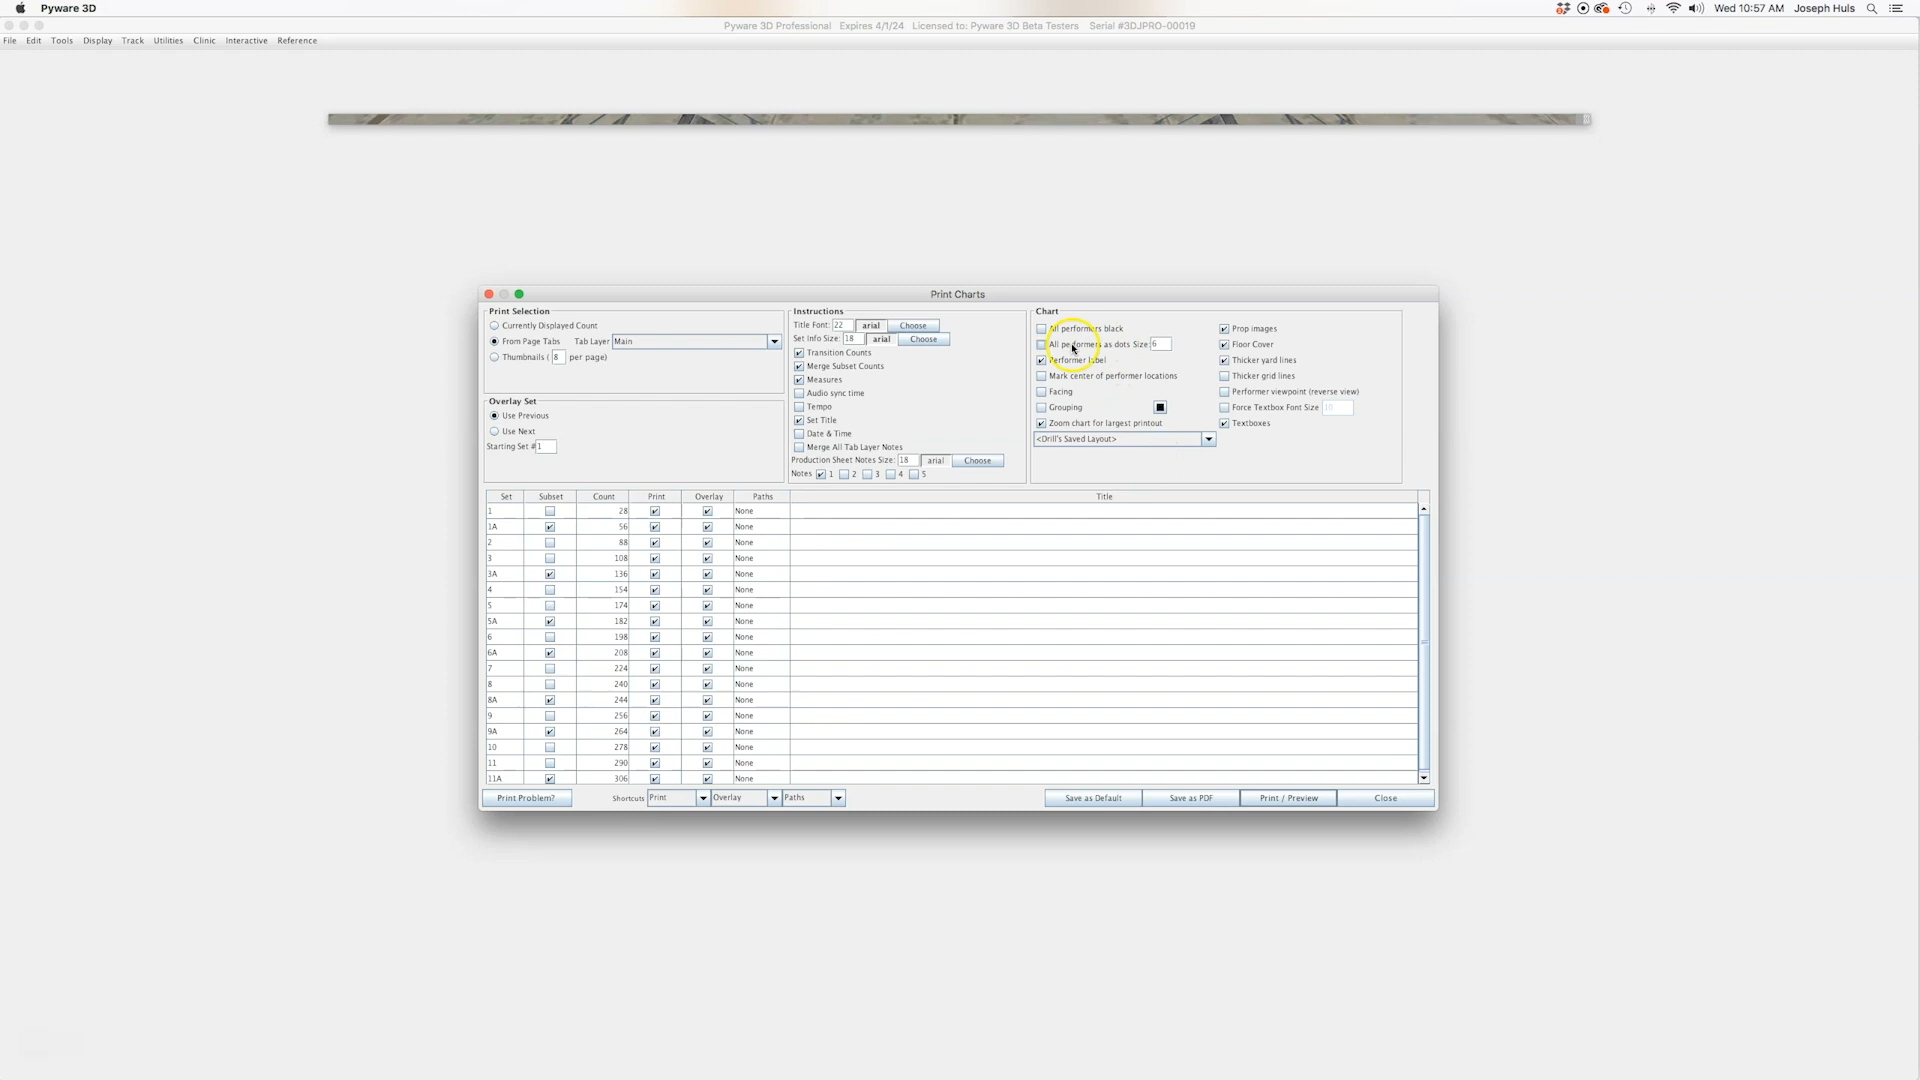 Pyware 3D
Wed 10:57 AM Joseph Huls
Pyware 3D Professional Expires 4/1/24 Licensed to: Pyware 3D Beta Testers Serial #3DJPRO-00019
File Edit Tools Display Track Utilities Clinic Interactive Reference
Print Charts
Print Selection
Currently Displayed Count
From Page Tabs Tab Layer Main
Thumbnails ( 8 per page)
Overlay Set
Use Previous
Use Next
Starting Set # 1
Instructions
Title Font: 22 arial Choose
Set Info Size: 18 arial Choose
Transition Counts
Merge Subset Counts
Measures
Audio sync time
Tempo
Set Title
Date & Time
Merge All Tab Layer Notes
Production Sheet Notes Size: 18 arial Choose
Notes 1 2 3 4 5
Chart
All performers black
All performers as dots Size: 6
Performer label
Mark center of performer locations
Facing
Grouping
Zoom chart for largest printout
<Drill's Saved Layout>
Prop images
Floor Cover
Thicker yard lines
Thicker grid lines
Performer viewpoint (reverse view)
Force Textbox Font Size 10
Textboxes
Set Subset Count Print Overlay Paths Title
1 28 None
1A 56 None
2 88 None
3 108 None
3A 136 None
4 154 None
5 174 None
5A 182 None
6 198 None
6A 208 None
7 224 None
8 240 None
8A 244 None
9 256 None
9A 264 None
10 278 None
11 290 None
11A 306 None
Print Problem? Shortcuts Print Overlay Paths Save as Default Save as PDF Print / Preview Close